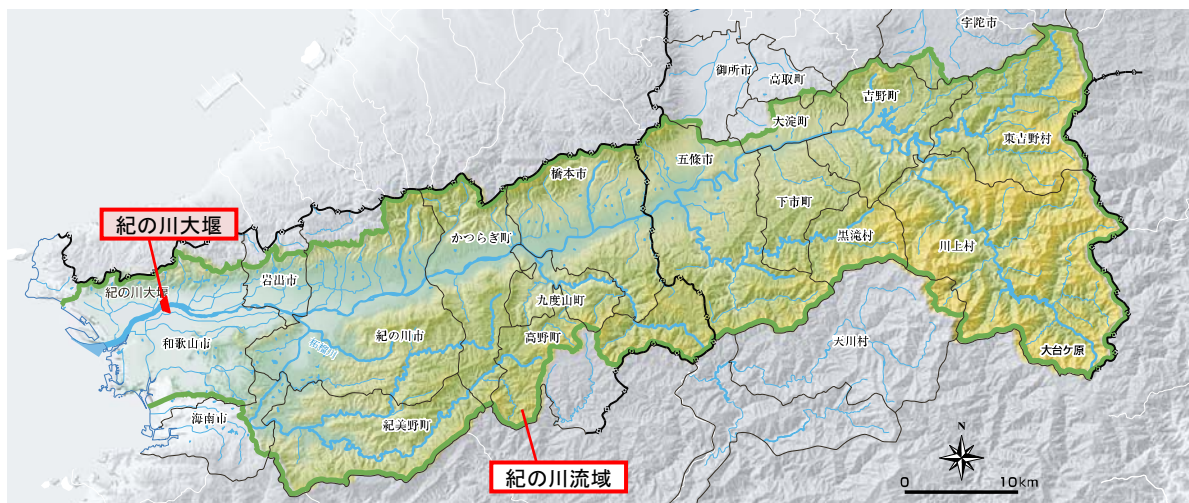 宇陀市
御所市
高取町
吉野町
大淀町
東吉野村
五條市
橋本市
下市町
紀の川大堰
かつらぎ町
黒滝村
川上村
岩出市
紀の川大堰
九度山町
紀の川市
高野町
和歌山市
天川村
大台ケ原
海南市
紀美野町
紀の川流域
N
0 10km